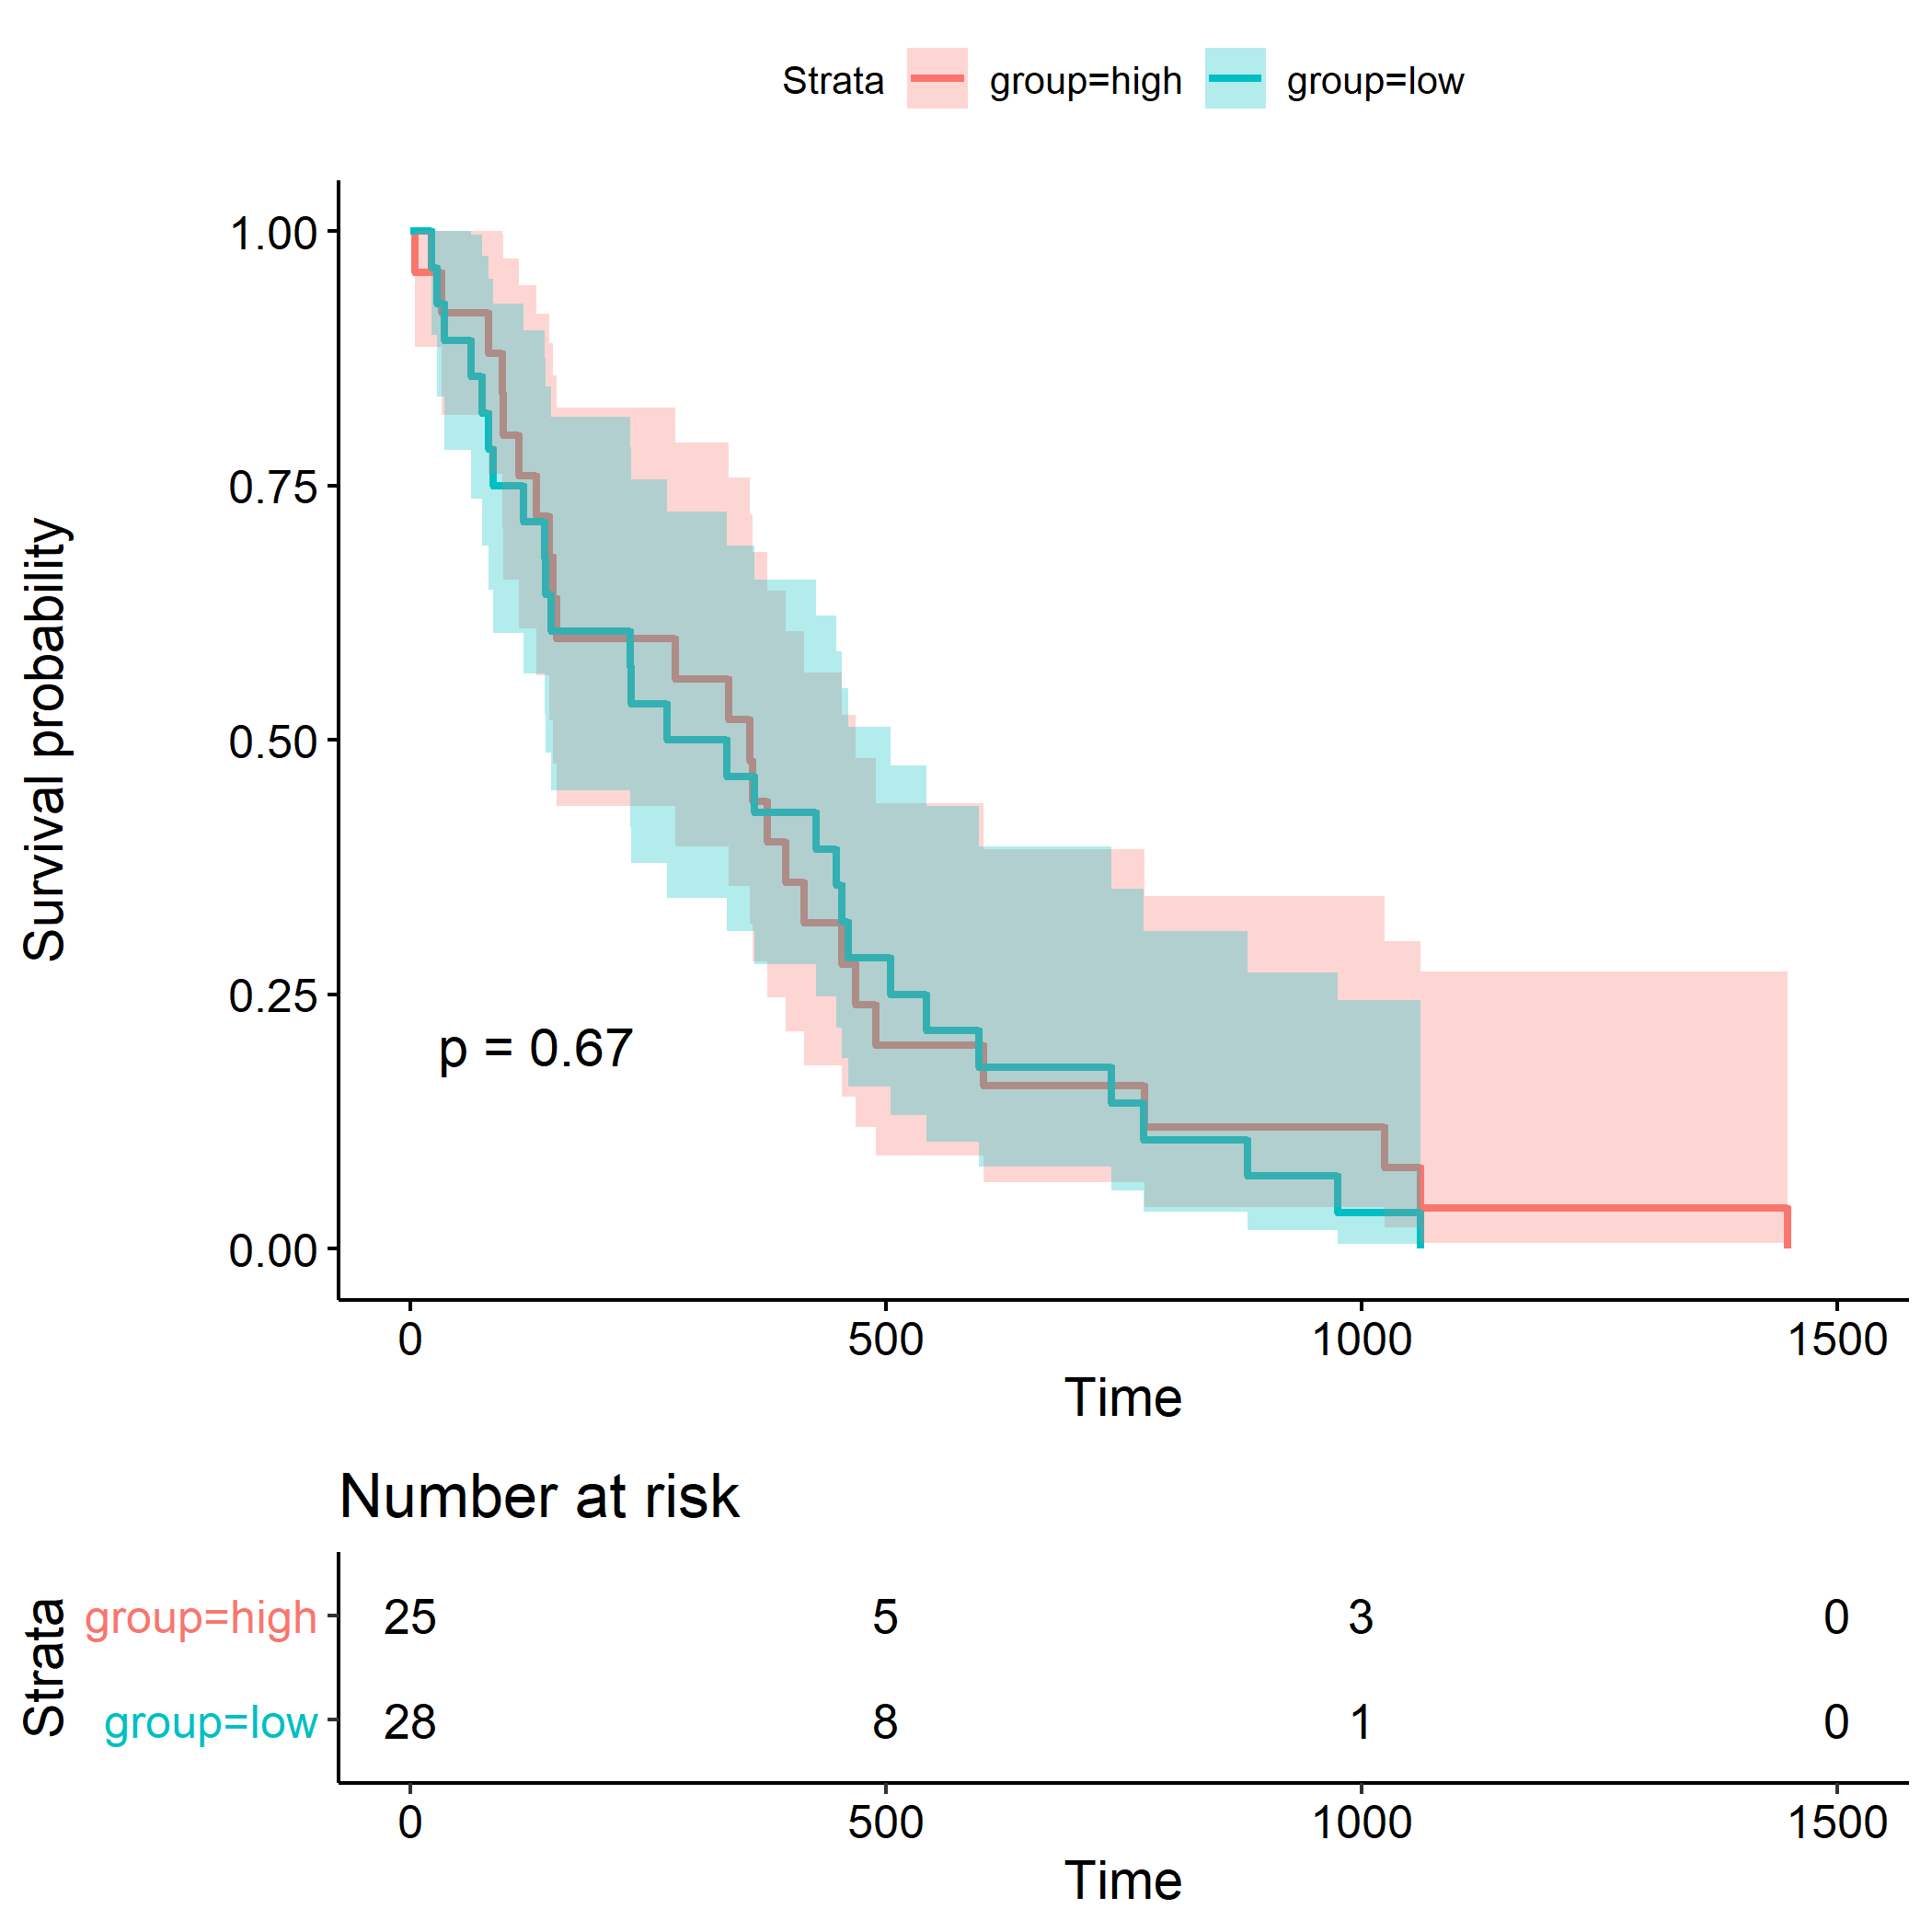 Strata group=high group=low
Survival probability
1.00
0.75
0.50
0.25
0.00
p = 0.67
0 500 1000 1500
Time
Number at risk
Strata
group=high 25 5 3 0
group=low 28 8 1 0
0 500 1000 1500
Time